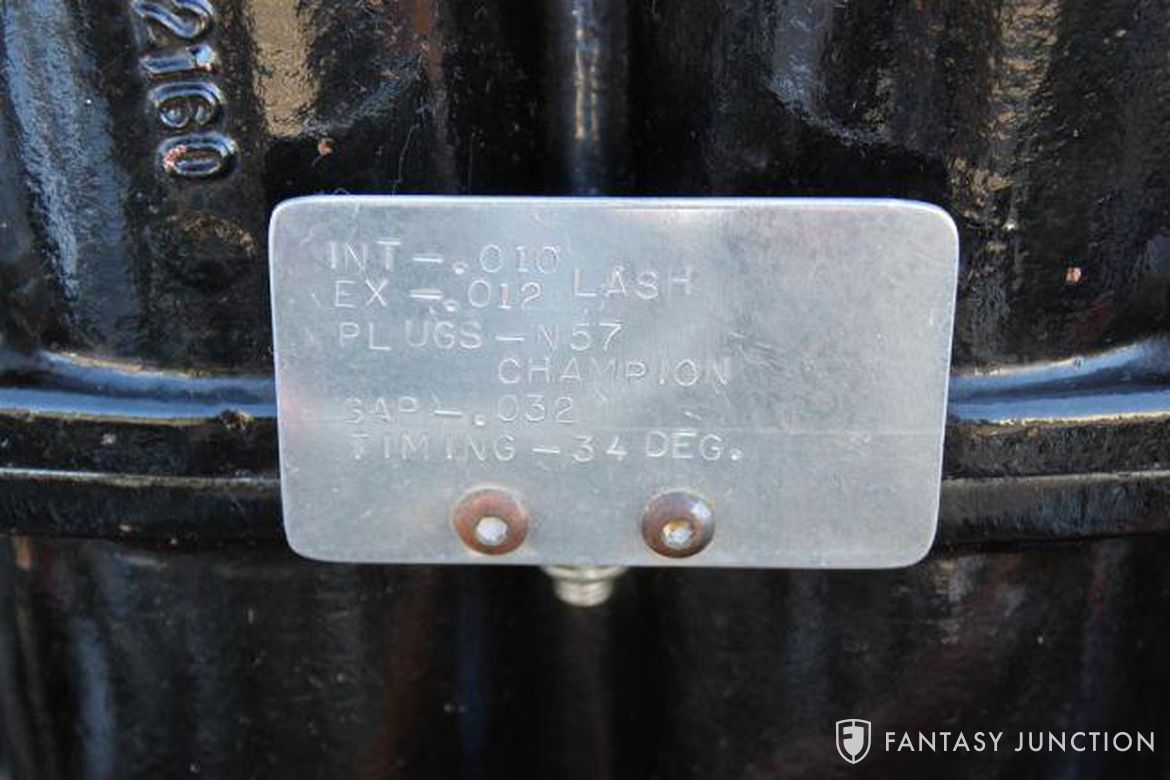 2160
INT-.010
EX -.012 LASH
PLUGS-N57
CHAMPION
GAP-.032
TIMING-34 DEG.
FANTASY JUNCTION